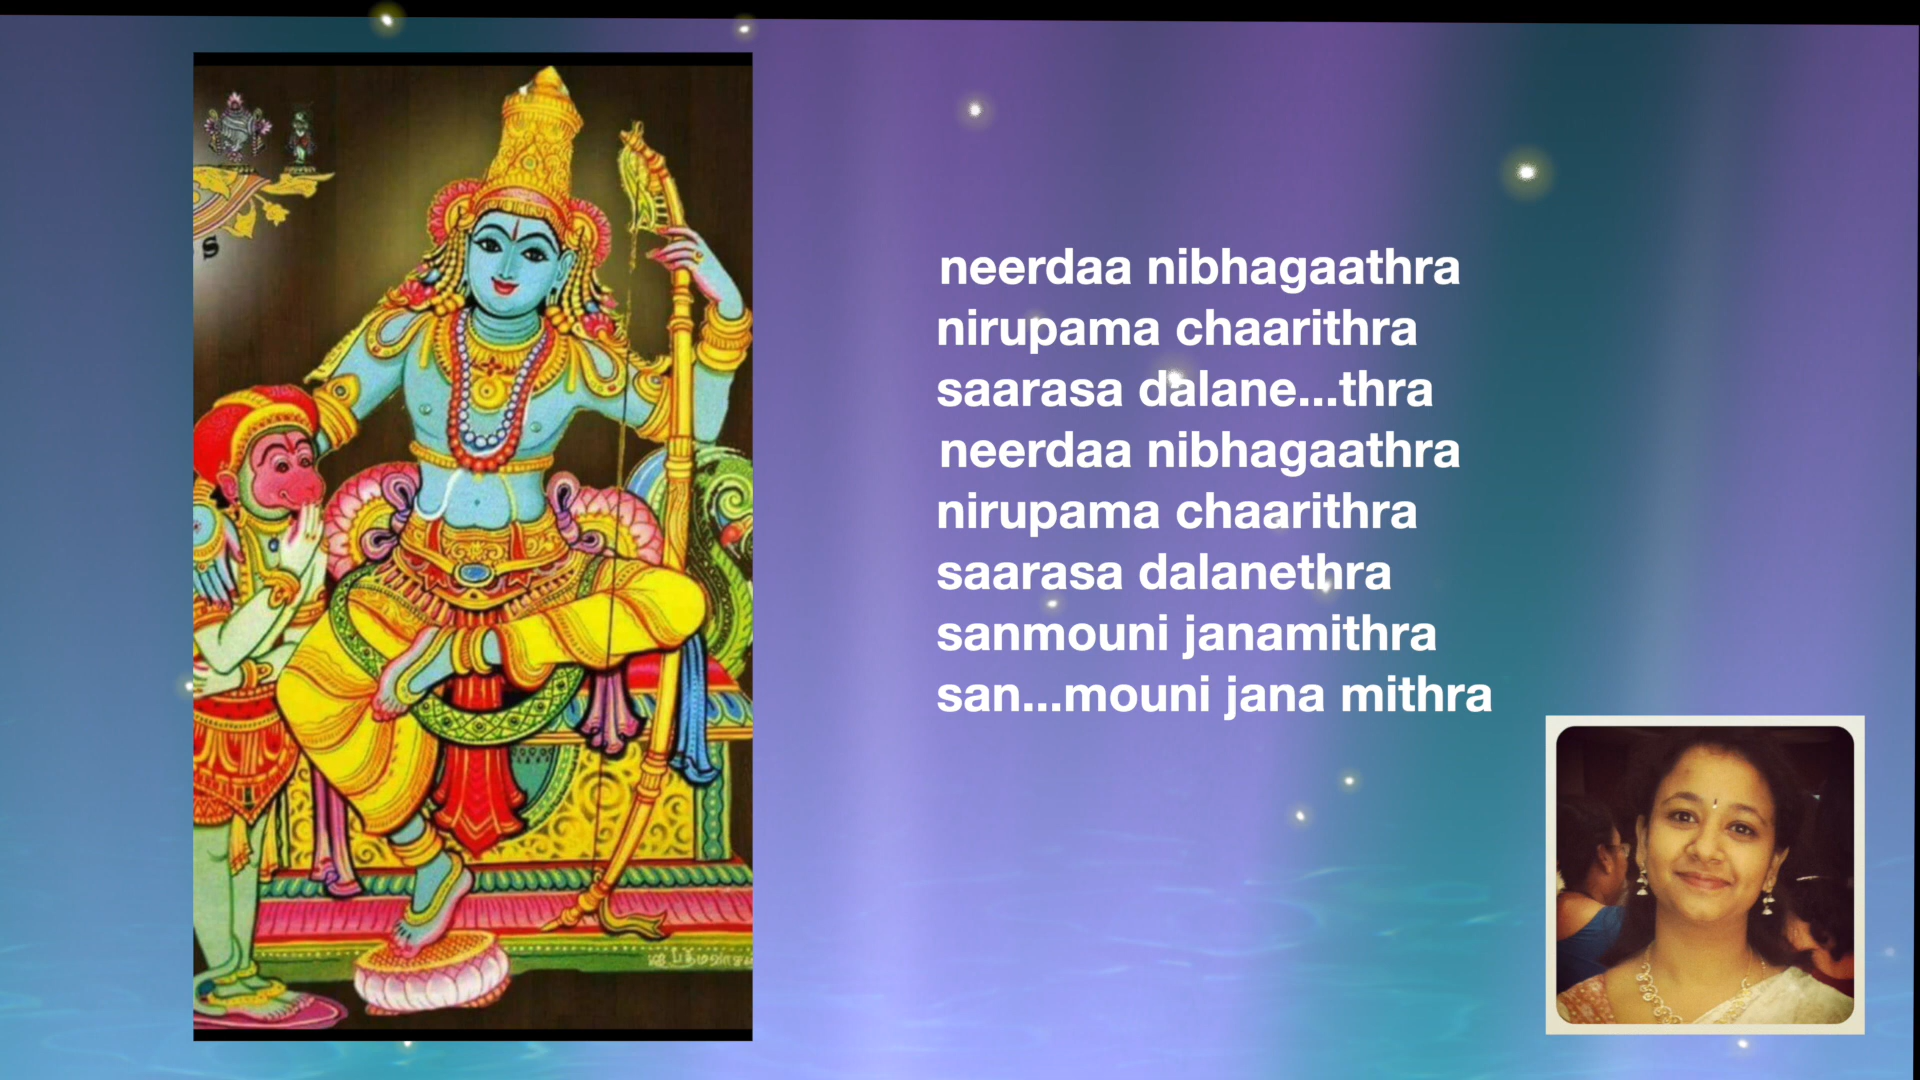 s
neerdaa nibhagaathra
nirupama chaarithra
saarasa dalane...thra
neerdaa nibhagaathra
nirupama chaarithra
saarasa dalanethra
sanmouni janamithra
san...mouni jana mithra